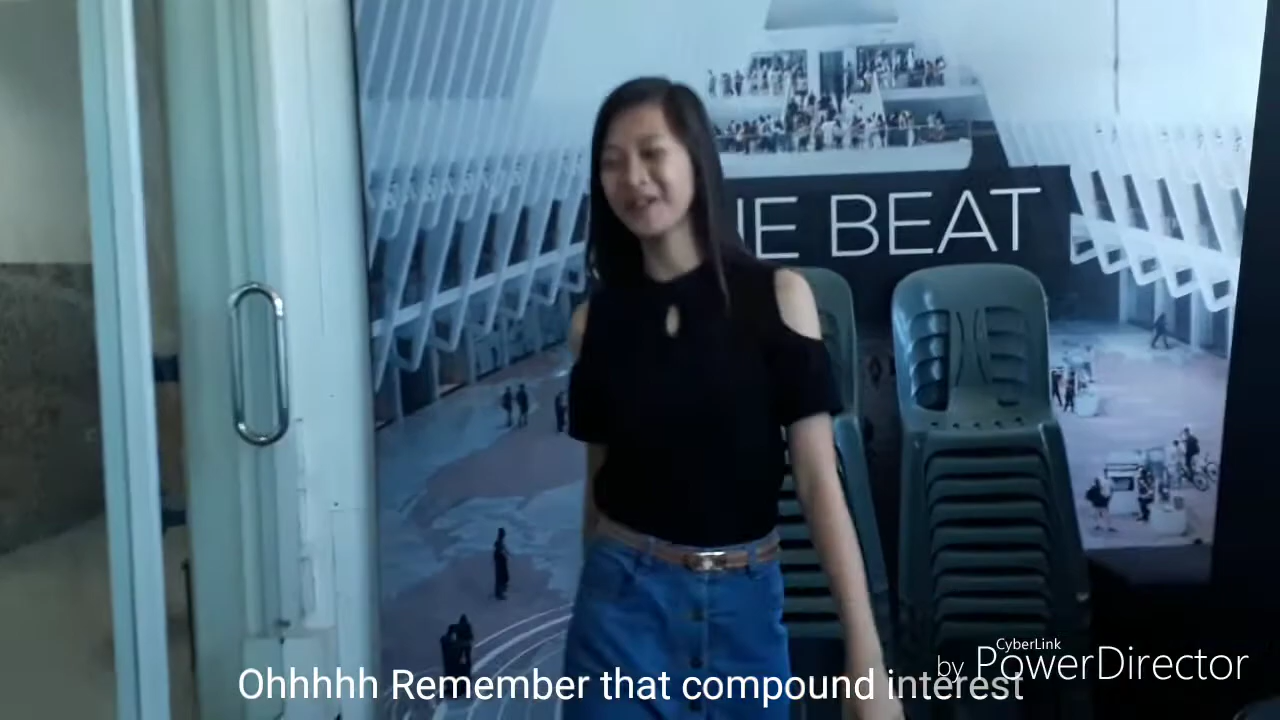 HE BEAT
CyberLink
by PowerDirector
Ohhhhh Remember that compound interest